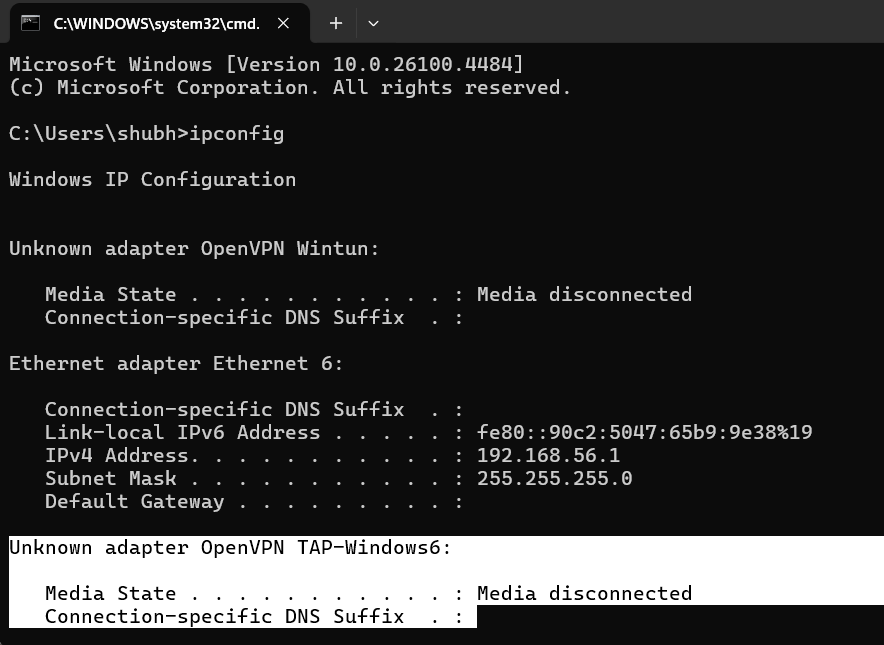 C:\WINDOWS\system32\cmd.
Microsoft Windows [Version 10.0.26100.4484]
(c) Microsoft Corporation. All rights reserved.
C:\Users\shubh>ipconfig
Windows IP Configuration
Unknown adapter OpenVPN Wintun:
Media State . . . . . . . . . . . : Media disconnected
Connection-specific DNS Suffix  . :
Ethernet adapter Ethernet 6:
Connection-specific DNS Suffix  . :
Link-local IPv6 Address . . . . . : fe80::90c2:5047:65b9:9e38%19
IPv4 Address. . . . . . . . . . . : 192.168.56.1
Subnet Mask . . . . . . . . . . . : 255.255.255.0
Default Gateway . . . . . . . . . :
Unknown adapter OpenVPN TAP-Windows6:
Media State . . . . . . . . . . . : Media disconnected
Connection-specific DNS Suffix  . :